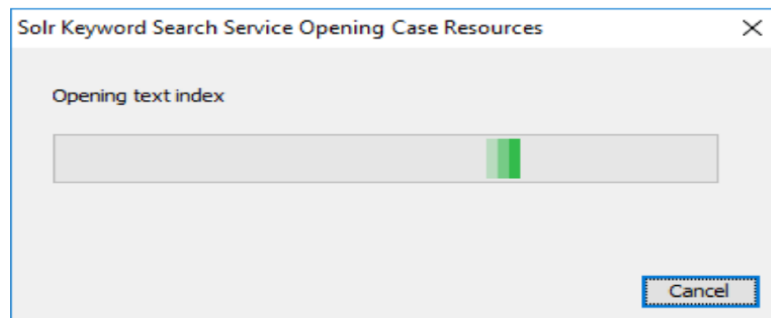 Solr Keyword Search Service Opening Case Resources
Opening text index
Cancel